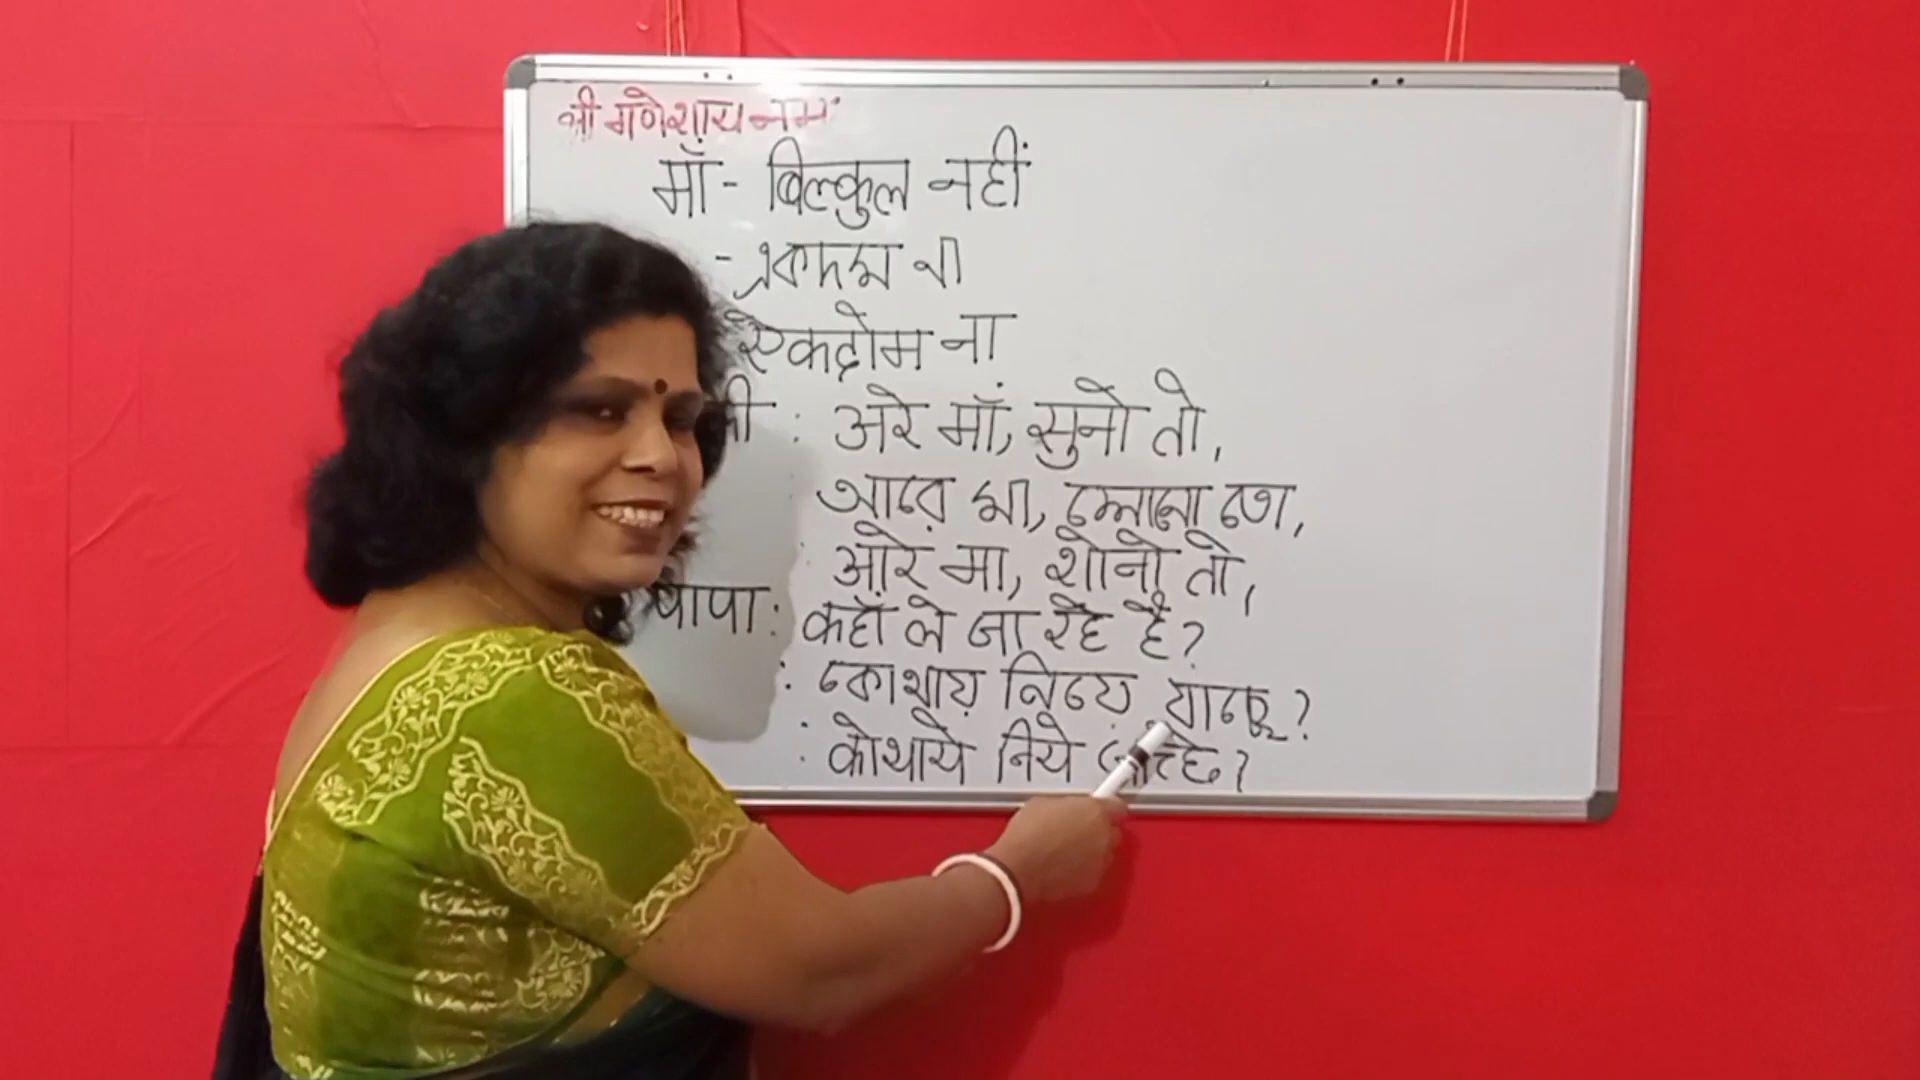 श्री गणेशाय नमः
माँ - बिल्कुल नहीं
- একদম না
एकदोम ना
: अरे माँ, सुनो तो,
: আরে মা, শোনো তো,
: आरे मा, शोनो तो,
पापा: कहाँ ले जा रहे है?
: কোথায় নিয়ে যাচ্ছ?
: कोथाये निये जाच्छो?